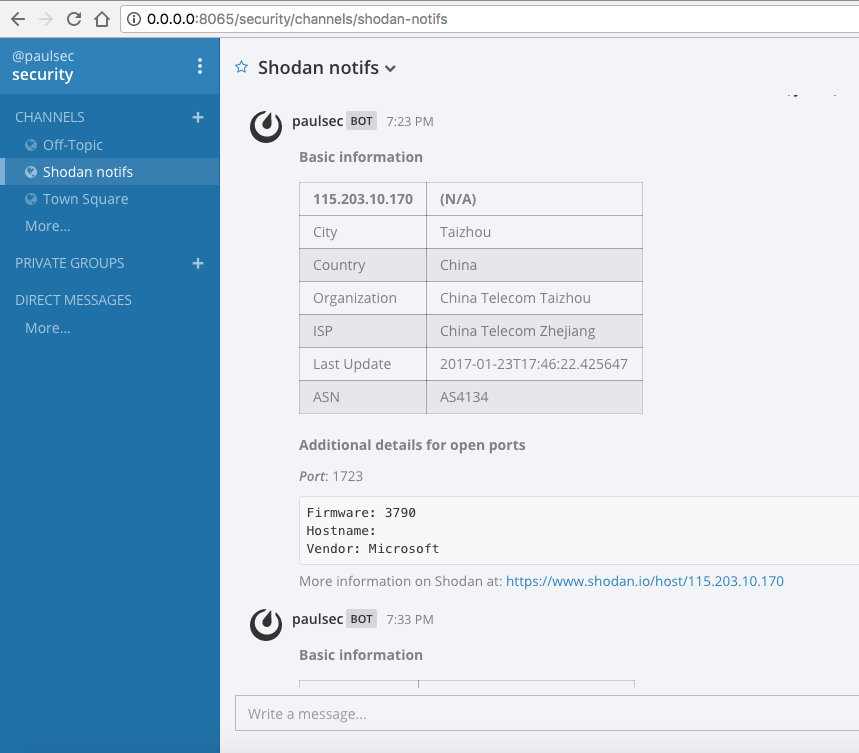 0.0.0.0:8065/security/channels/shodan-notifs
@paulsec
security
CHANNELS +
Off-Topic
Shodan notifs
Town Square
More...
PRIVATE GROUPS +
DIRECT MESSAGES
More...
Shodan notifs
paulsec BOT 7:23 PM
Basic information
115.203.10.170 (N/A)
City Taizhou
Country China
Organization China Telecom Taizhou
ISP China Telecom Zhejiang
Last Update 2017-01-23T17:46:22.425647
ASN AS4134
Additional details for open ports
Port: 1723
Firmware: 3790
Hostname:
Vendor: Microsoft
More information on Shodan at: https://www.shodan.io/host/115.203.10.170
paulsec BOT 7:33 PM
Basic information
Write a message...